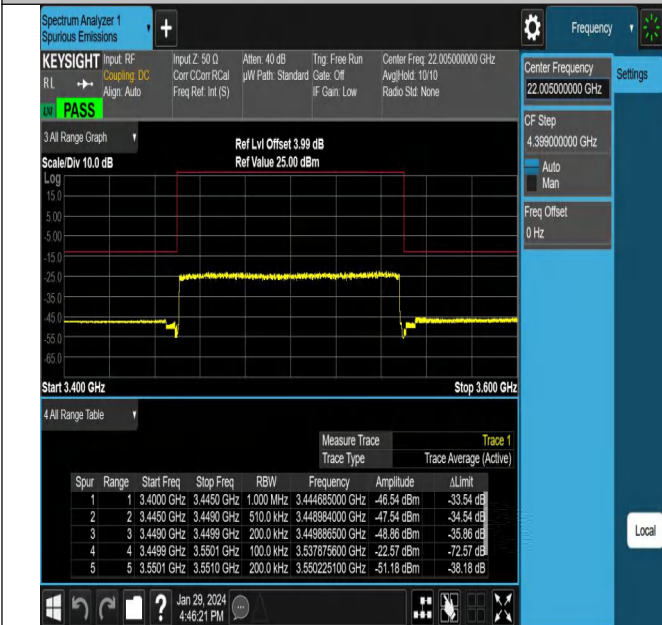 Spectrum Analyzer 1
Spurious Emissions
Frequency
KEYSIGHT Input: RF Input Z: 50 Ω Atten: 40 dB Trig: Free Run Center Freq: 22.005000000 GHz
RL Coupling: DC Corr CCorr RCal µW Path: Standard Gate: Off Avg|Hold: 10/10
Align: Auto Freq Ref: Int (S) IF Gain: Low Radio Std: None
PASS
Center Frequency
22.005000000 GHz
Settings
CF Step
4.399000000 GHz
Auto
Man
Freq Offset
0 Hz
3 All Range Graph
Ref Lvl Offset 3.99 dB
Scale/Div 10.0 dB Ref Value 25.00 dBm
Log
15.0
5.00
-5.00
-15.0
-25.0
-35.0
-45.0
-55.0
-65.0
Start 3.400 GHz Stop 3.600 GHz
4 All Range Table
Measure Trace Trace 1
Trace Type Trace Average (Active)
Spur Range Start Freq Stop Freq RBW Frequency Amplitude ΔLimit
1 1 3.4000 GHz 3.4450 GHz 1.000 MHz 3.444685000 GHz -46.54 dBm -33.54 dB
2 2 3.4450 GHz 3.4490 GHz 510.0 kHz 3.448984000 GHz -47.54 dBm -34.54 dB
3 3 3.4490 GHz 3.4499 GHz 200.0 kHz 3.449886500 GHz -48.86 dBm -35.86 dB
4 4 3.4499 GHz 3.5501 GHz 100.0 kHz 3.537875600 GHz -22.57 dBm -72.57 dB
5 5 3.5501 GHz 3.5510 GHz 200.0 kHz 3.550225100 GHz -51.18 dBm -38.18 dB
Local
Jan 29, 2024
4:46:21 PM